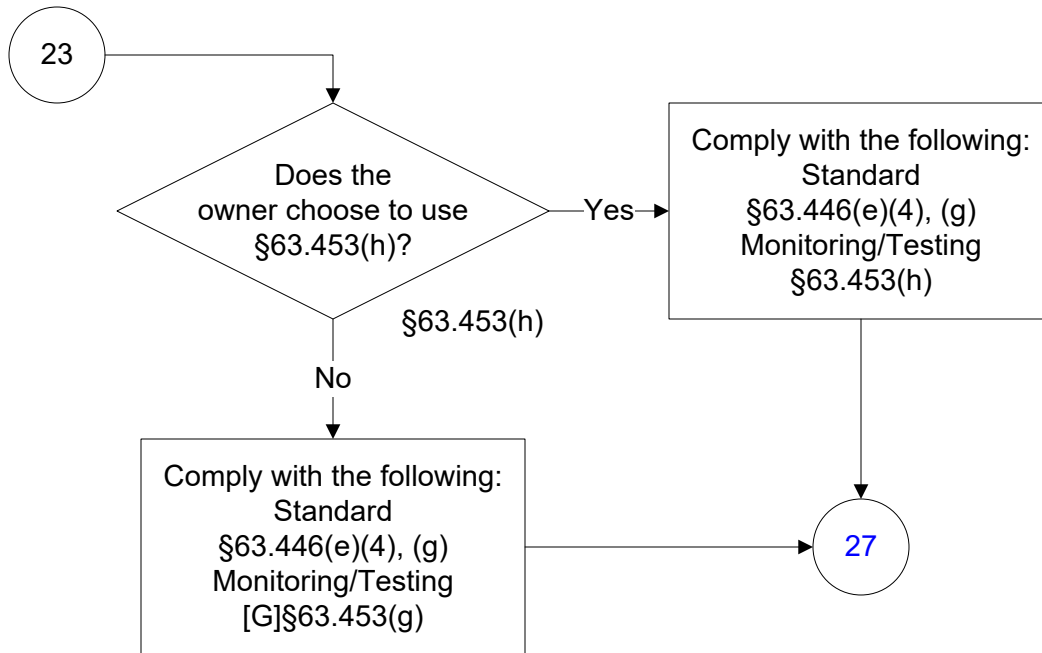 23
Does the
owner choose to use
§63.453(h)?
§63.453(h)
Yes
Comply with the following:
Standard
§63.446(e)(4), (g)
Monitoring/Testing
§63.453(h)
No
Comply with the following:
Standard
§63.446(e)(4), (g)
Monitoring/Testing
[G]§63.453(g)
27